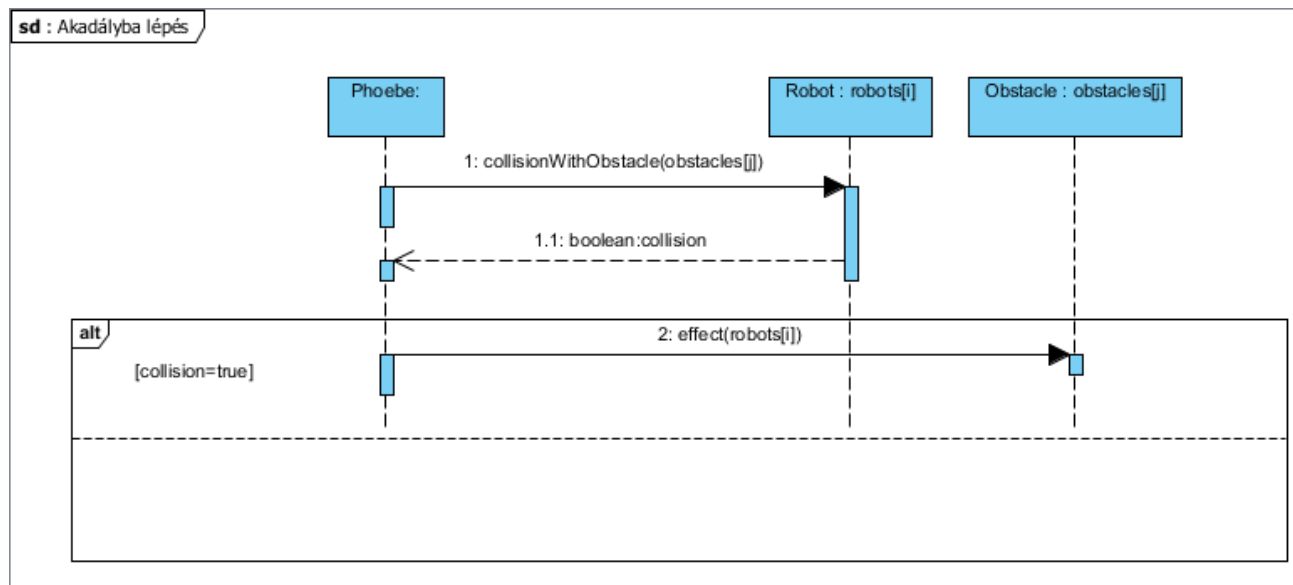 sd : Akadályba lépés
Phoebe:
Robot : robots[i]
Obstacle : obstacles[j]
1: collisionWithObstacle(obstacles[j])
1.1: boolean:collision
alt
2: effect(robots[i])
[collision=true]